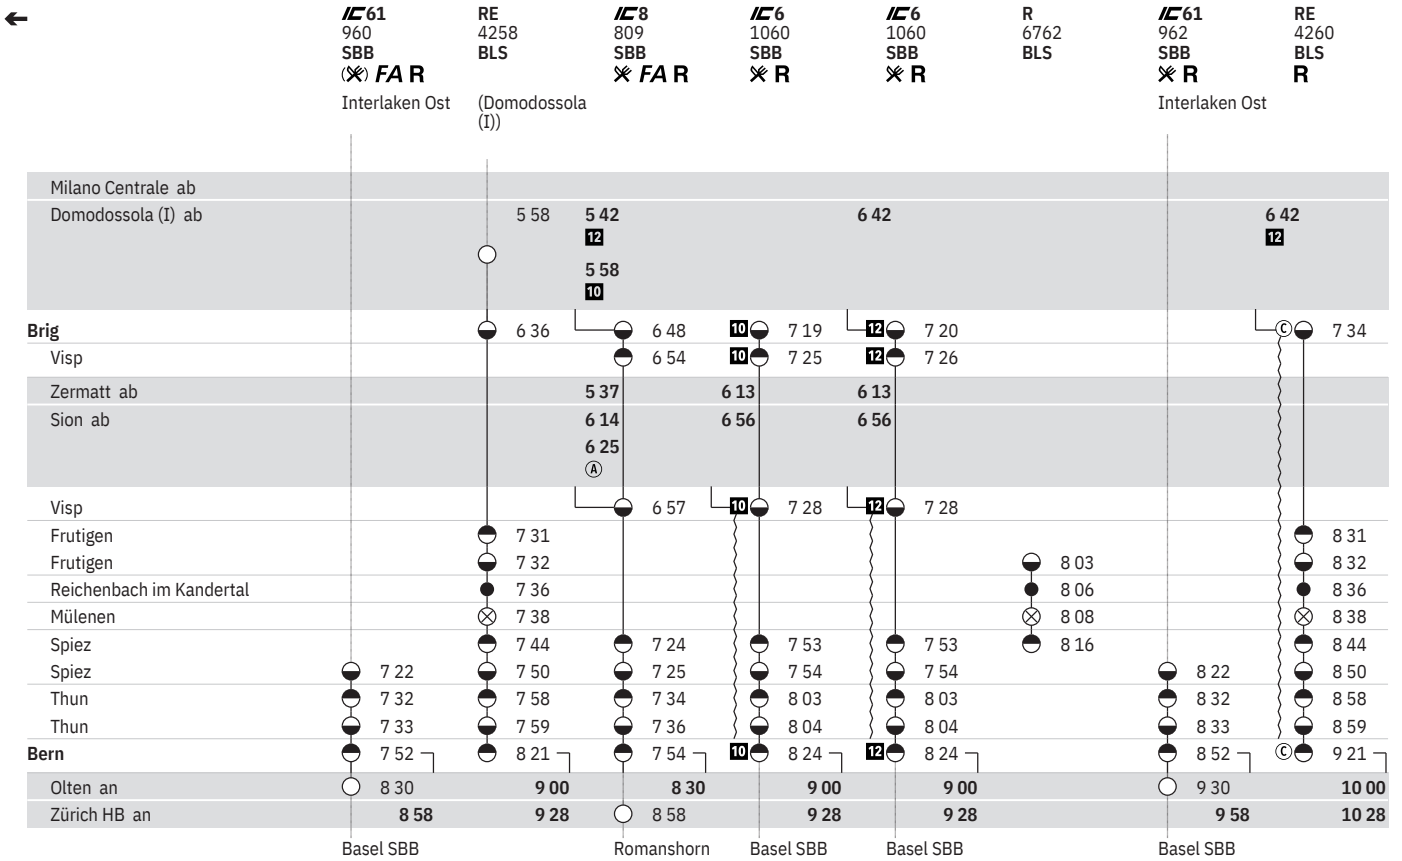 IC61 RE IC8 IC6 IC6 R IC61 RE
960 4258 809 1060 1060 6762 962 4260
SBB BLS SBB SBB SBB BLS SBB BLS
FA R FA R R R R R
Interlaken Ost (Domodossola Interlaken Ost
(I))
Milano Centrale ab
Domodossola (I) ab 5 58 5 42 6 42 6 42
12 12
5 58
10
Brig 6 36 6 48 10 7 19 12 7 20 C 7 34
Visp 6 54 10 7 25 12 7 26
Zermatt ab 5 37 6 13 6 13
Sion ab 6 14 6 56 6 56
6 25
A
Visp 6 57 10 7 28 12 7 28
Frutigen 7 31 8 31
Frutigen 7 32 8 03 8 32
Reichenbach im Kandertal 7 36 8 06 8 36
Mülenen 7 38 8 08 8 38
Spiez 7 44 7 24 7 53 7 53 8 16 8 44
Spiez 7 22 7 50 7 25 7 54 7 54 8 22 8 50
Thun 7 32 7 58 7 34 8 03 8 03 8 32 8 58
Thun 7 33 7 59 7 36 8 04 8 04 8 33 8 59
Bern 7 52 8 21 7 54 10 8 24 12 8 24 8 52 C 9 21
Olten an 8 30 9 00 8 30 9 00 9 00 9 30 10 00
Zürich HB an 8 58 9 28 8 58 9 28 9 28 9 58 10 28
Basel SBB Romanshorn Basel SBB Basel SBB Basel SBB